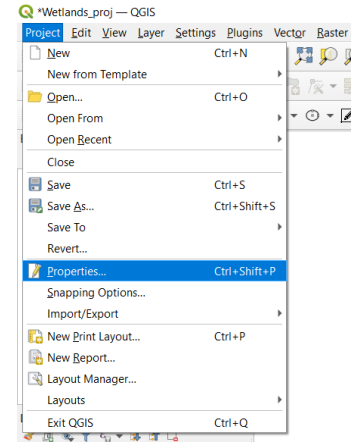 *Wetlands_proj — QGIS
Project Edit View Layer Settings Plugins Vector Raster
New Ctrl+N
New from Template
Open... Ctrl+O
Open From
Open Recent
Close
Save Ctrl+S
Save As... Ctrl+Shift+S
Save To
Revert...
Properties... Ctrl+Shift+P
Snapping Options...
Import/Export
New Print Layout... Ctrl+P
New Report...
Layout Manager...
Layouts
Exit QGIS Ctrl+Q